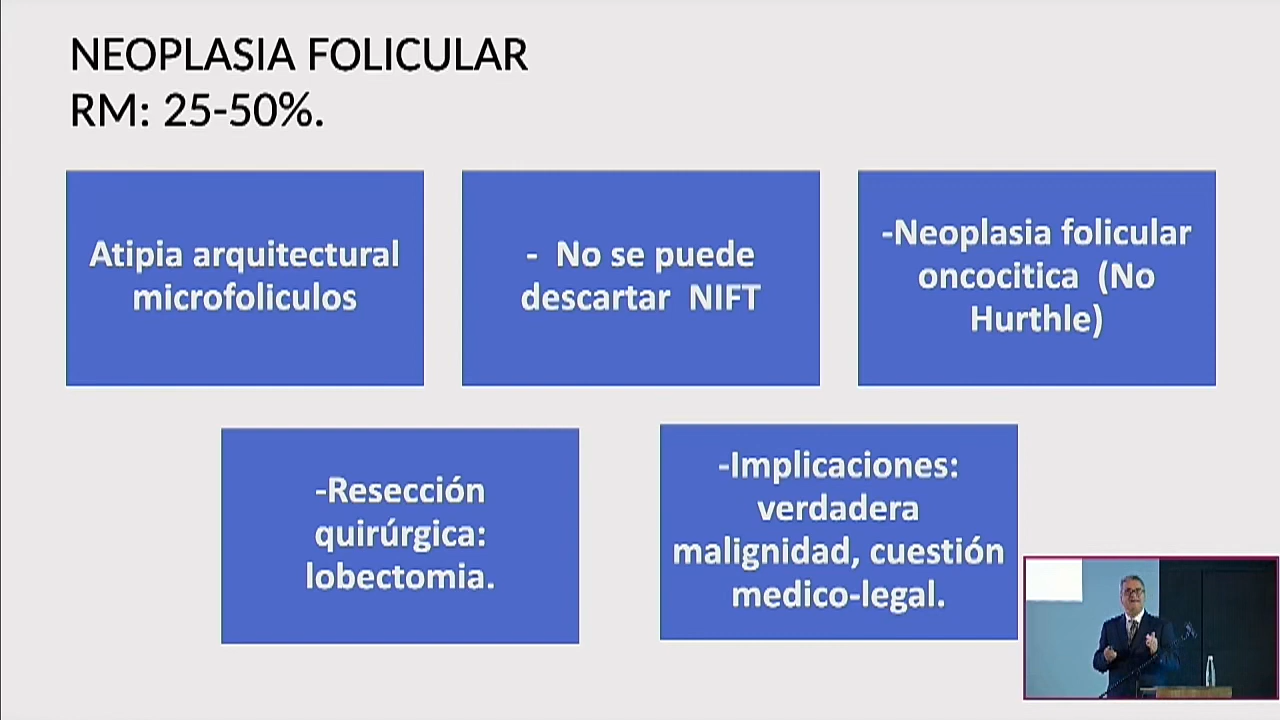 NEOPLASIA FOLICULAR
RM: 25-50%.
Atipia arquitectural
microfoliculos
- No se puede
descartar NIFT
-Neoplasia folicular
oncocitica (No
Hurthle)
-Resección
quirúrgica:
lobectomia.
-Implicaciones:
verdadera
malignidad, cuestión
medico-legal.